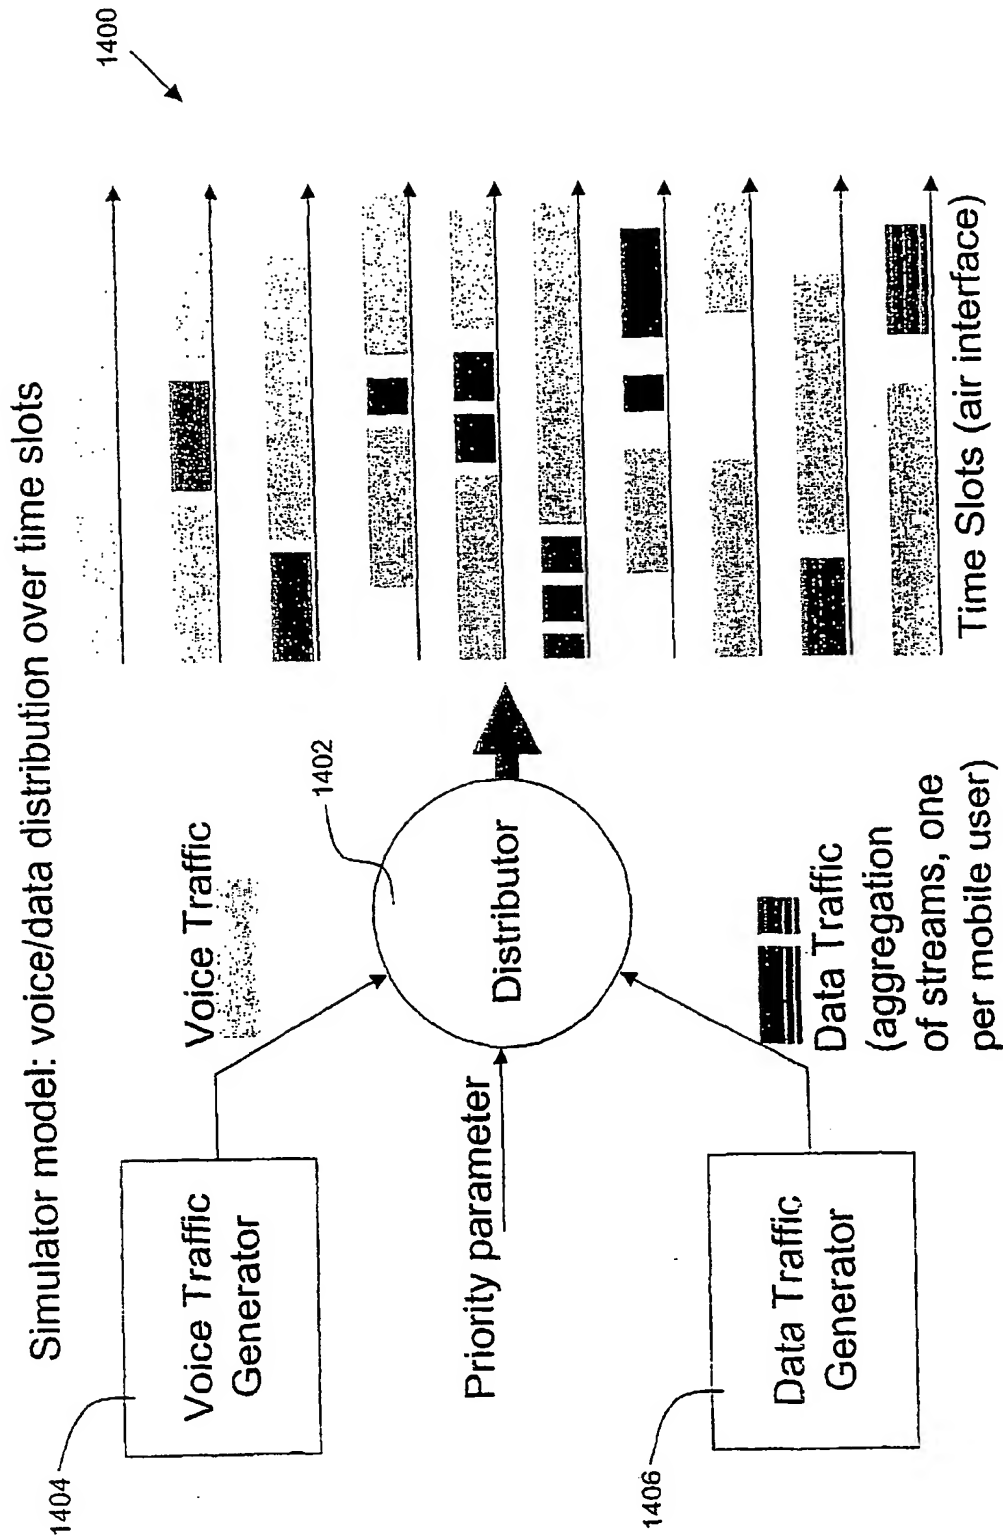 Simulator model: voice/data distribution over time slots
1400
1404
Voice Traffic
Generator
Voice Traffic
1402
Priority parameter
Distributor
1406
Data Traffic
Generator
Data Traffic
(aggregation
of streams, one
per mobile user)
Time Slots (air interface)